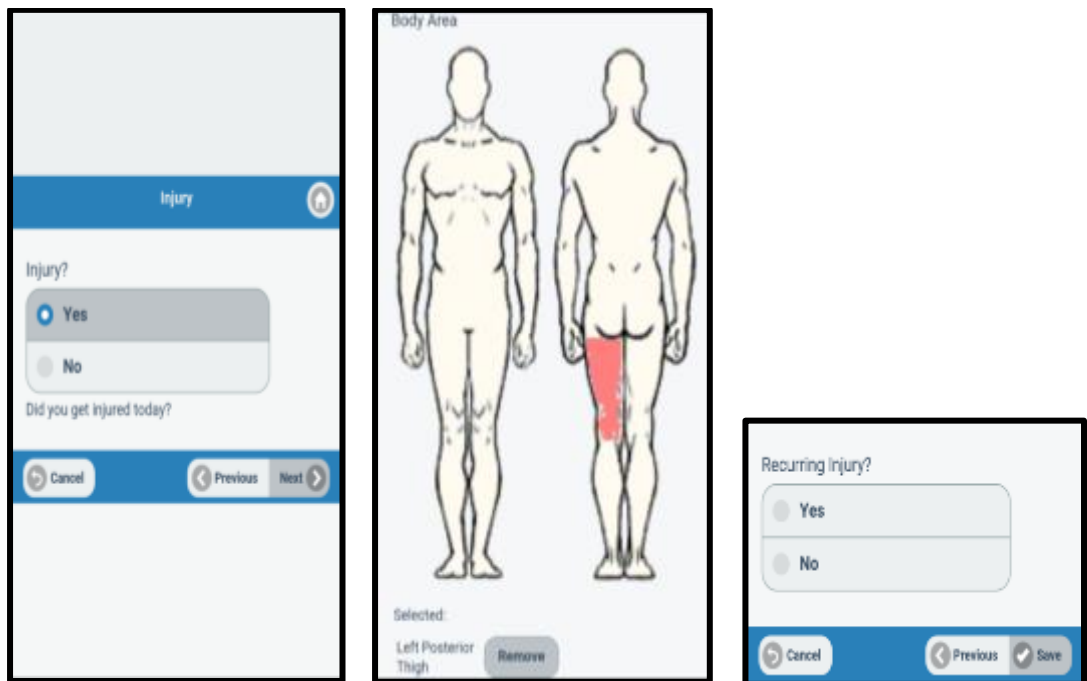 Injury
Injury?
Yes
No
Did you get injured today?
Cancel
Previous
Next
Body Area
Selected:
Left Posterior
Thigh
Remove
Recurring Injury?
Yes
No
Cancel
Previous
Save